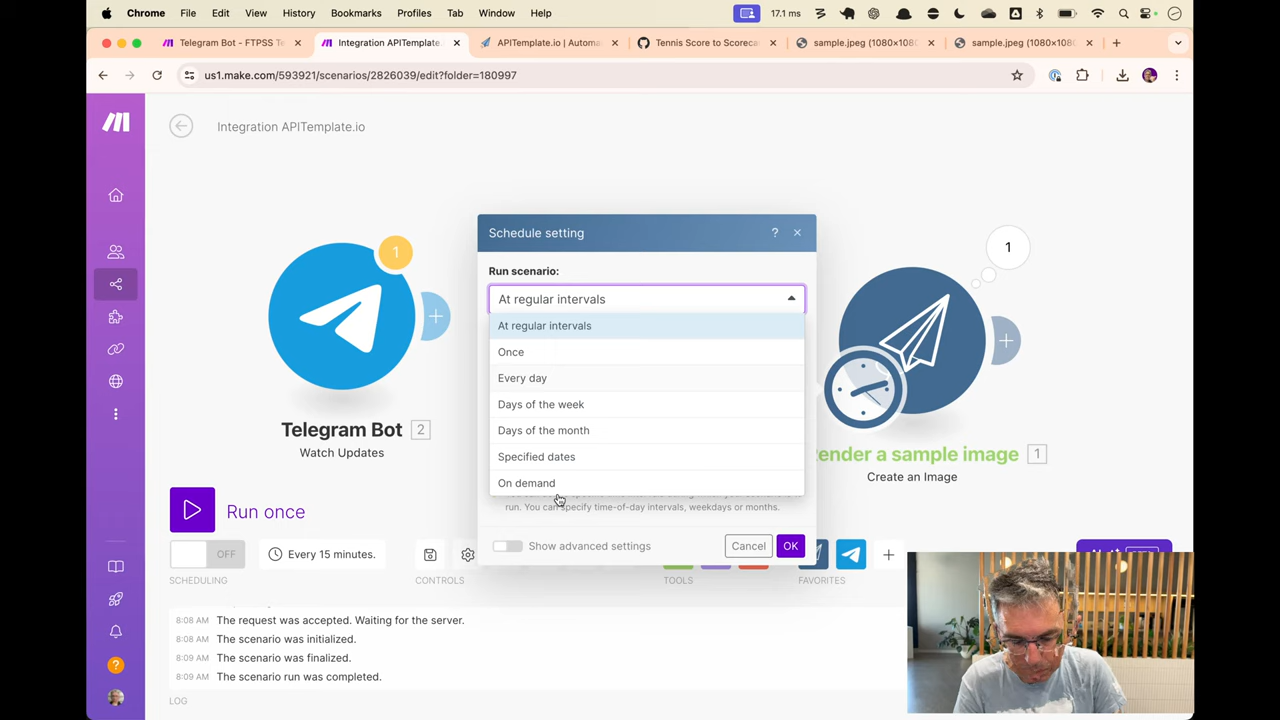 Chrome File Edit View History Bookmarks Profiles Tab Window Help 17.1 ms
Telegram Bot - FTPSS Te
Integration APITemplate.
APITemplate.io | Automa
Tennis Score to Scorecar
sample.jpeg (1080×108
sample.jpeg (1080×108
us1.make.com/593921/scenarios/2826039/edit?folder=180997
Integration APITemplate.io
Schedule setting
?
Run scenario:
At regular intervals
At regular intervals
Once
Every day
Days of the week
Days of the month
Specified dates
On demand
run. You can specify time-of-day intervals, weekdays or months.
Show advanced settings
Cancel
OK
1
Telegram Bot 2
Watch Updates
1
ender a sample image 1
Create an Image
Run once
OFF
Every 15 minutes.
SCHEDULING
CONTROLS
TOOLS
FAVORITES
8:08 AM The request was accepted. Waiting for the server.
8:08 AM The scenario was initialized.
8:09 AM The scenario was finalized.
8:09 AM The scenario run was completed.
LOG